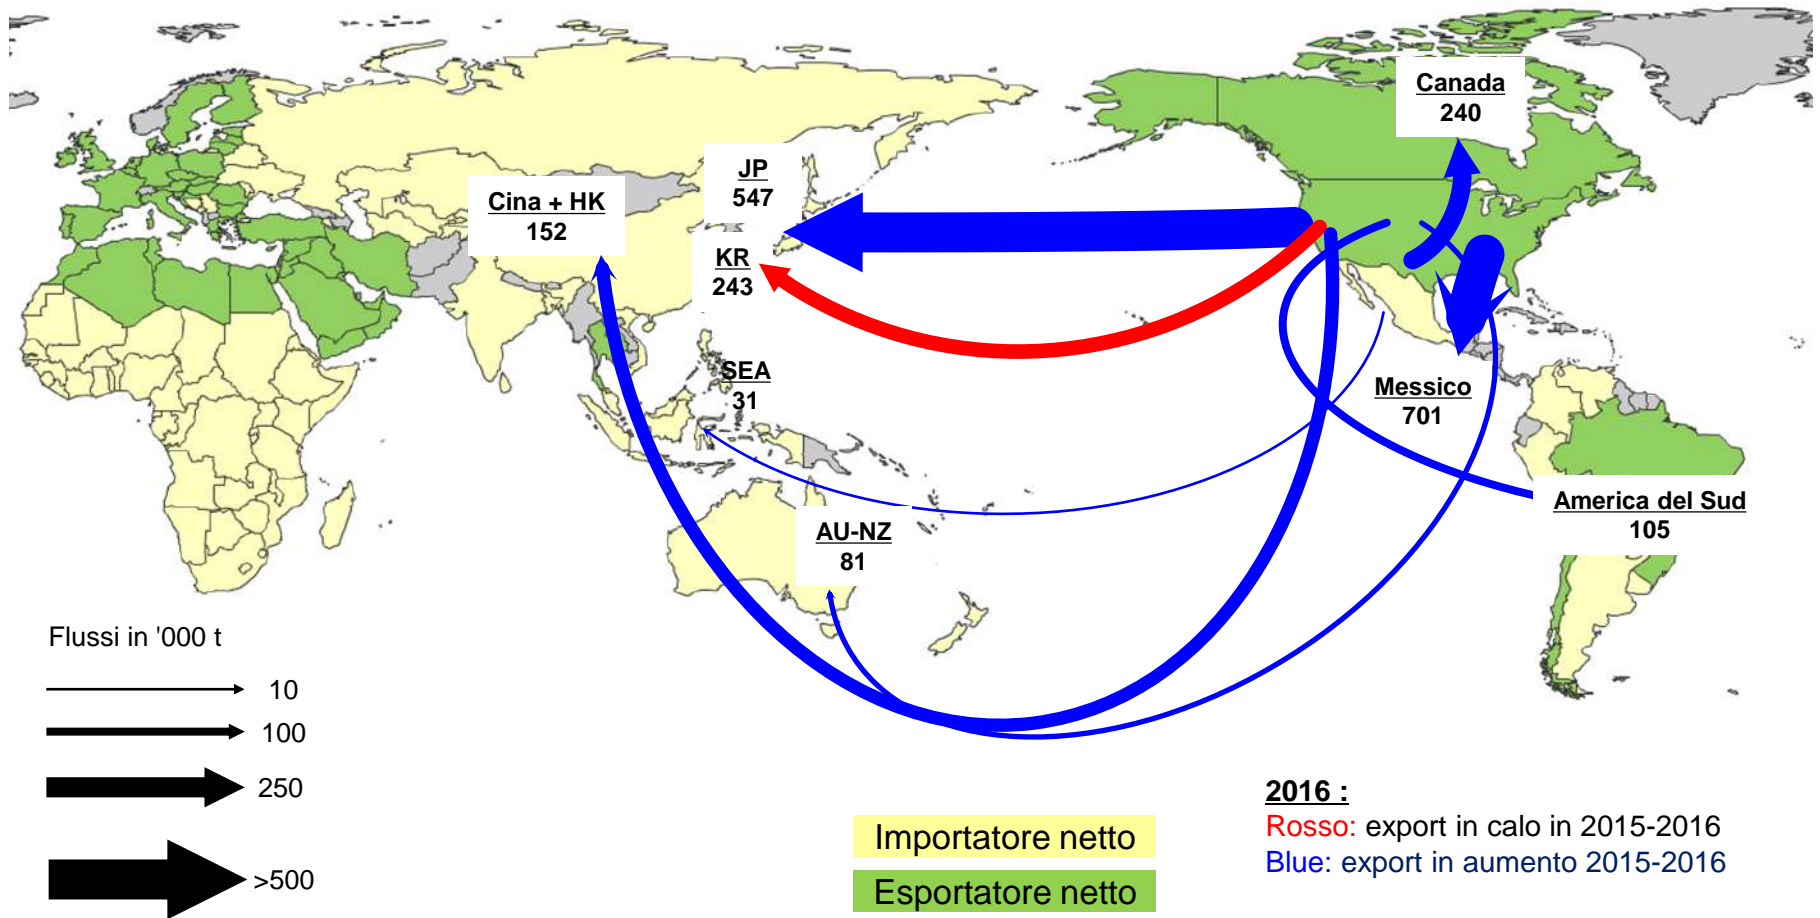 Canada
240
JP
547
Cina + HK
152
KR
243
SEA
31
Messico
701
America del Sud
105
AU-NZ
81
Flussi in '000 t
10
100
250
>500
Importatore netto
Esportatore netto
2016 :
Rosso: export in calo in 2015-2016
Blue: export in aumento 2015-2016